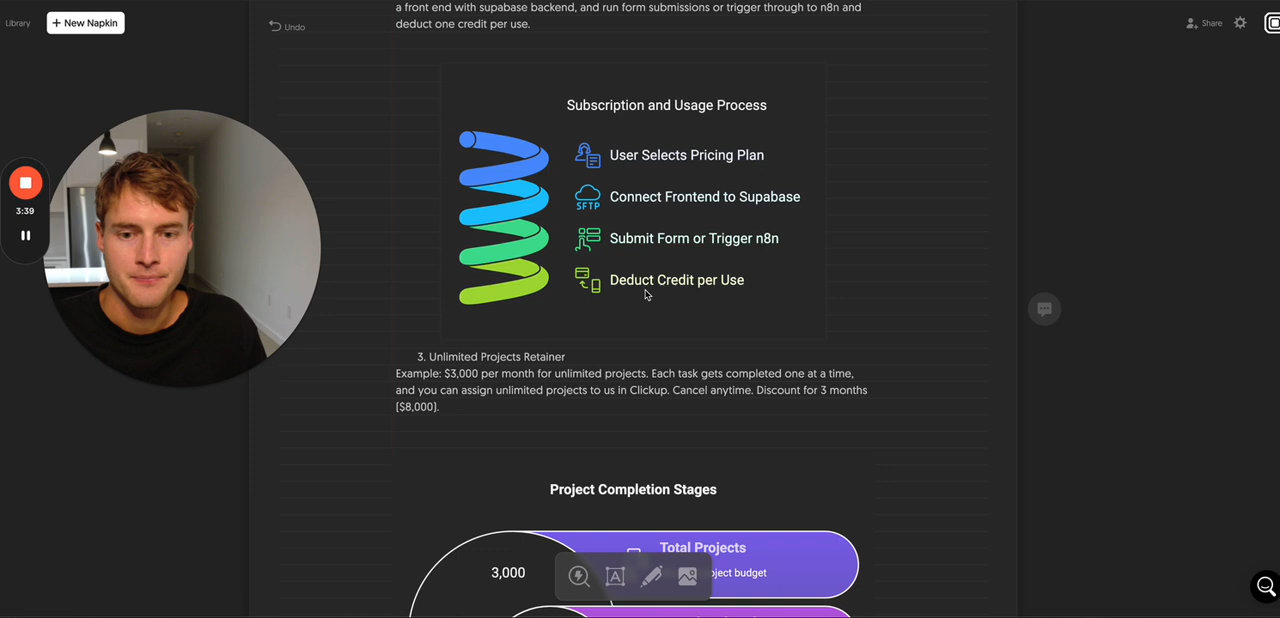 a front end with supabase backend, and run form submissions or trigger through to n8n and
Library
+ New Napkin
Undo
deduct one credit per use.
Share
Subscription and Usage Process
User Selects Pricing Plan
SFTP
Connect Frontend to Supabase
3:39
Submit Form or Trigger n8n
Deduct Credit per Use
3. Unlimited Projects Retainer
Example: $3,000 per month for unlimited projects. Each task gets completed one at a time,
and you can assign unlimited projects to us in Clickup. Cancel anytime. Discount for 3 months
[$8,000].
Project Completion Stages
Total Projects
3,000
oject budget
A